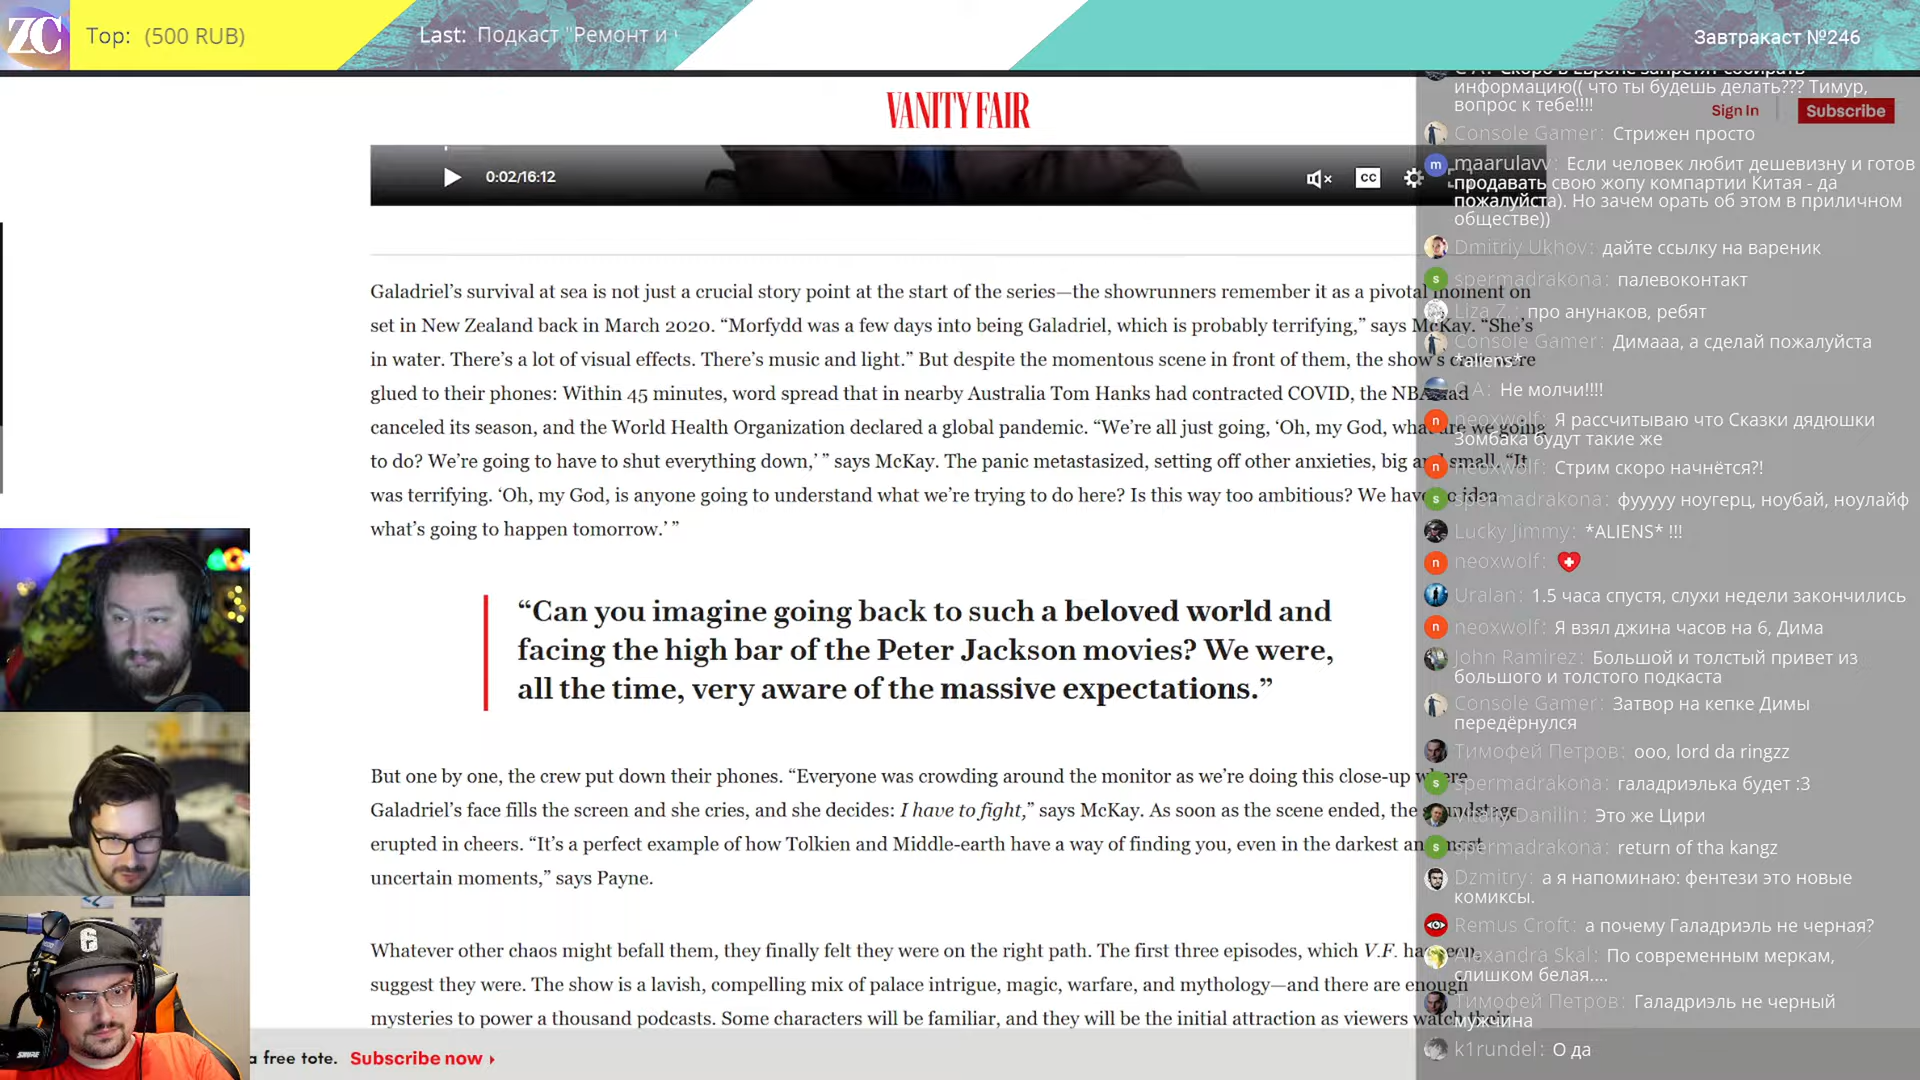 ZC
Top: (500 RUB)
Last: Подкаст "Ремонт и
Завтракаст №246
VANITY FAIR
Sign In
Subscribe
0:02/16:12
CC
Galadriel’s survival at sea is not just a crucial story point at the start of the series—the showrunners remember it as a pivotal moment on
set in New Zealand back in March 2020. “Morfydd was a few days into being Galadriel, which is probably terrifying,” says McKay. “She’s
in water. There’s a lot of visual effects. There’s music and light.” But despite the momentous scene in front of them, the show’s crew were
glued to their phones: Within 45 minutes, word spread that in nearby Australia Tom Hanks had contracted COVID, the NBA had
canceled its season, and the World Health Organization declared a global pandemic. “We’re all just going, ‘Oh, my God, what are we going
to do? We’re going to have to shut everything down,’ ” says McKay. The panic metastasized, setting off other anxieties, big and small. “It
was terrifying. ‘Oh, my God, is anyone going to understand what we’re trying to do here? Is this way too ambitious? We have no idea
what’s going to happen tomorrow.’ ”
“Can you imagine going back to such a beloved world and
facing the high bar of the Peter Jackson movies? We were,
all the time, very aware of the massive expectations.”
But one by one, the crew put down their phones. “Everyone was crowding around the monitor as we’re doing this close-up where
Galadriel’s face fills the screen and she cries, and she decides: I have to fight,” says McKay. As soon as the scene ended, the soundstage
erupted in cheers. “It’s a perfect example of how Tolkien and Middle-earth have a way of finding you, even in the darkest and most
uncertain moments,” says Payne.
Whatever other chaos might befall them, they finally felt they were on the right path. The first three episodes, which V.F. has seen,
suggest they were. The show is a lavish, compelling mix of palace intrigue, magic, warfare, and mythology—and there are enough
mysteries to power a thousand podcasts. Some characters will be familiar, and they will be the initial attraction as viewers watch their
a free tote. Subscribe now
С А: Скоро в Европе запретят собирать
информацию(( что ты будешь делать??? Тимур,
вопрос к тебе!!!!
Console Gamer: Стрижен просто
maarulavv: Если человек любит дешевизну и готов
продавать свою жопу компартии Китая - да
пожалуйста). Но зачем орать об этом в приличном
обществе))
Dmitriy Ukhov: дайте ссылку на вареник
spermadrakona: палевоконтакт
Liza Z.: про анунаков, ребят
Console Gamer: Димааа, а сделай пожалуйста
*aliens*
С А: Не молчи!!!!
neoxwolf: Я рассчитываю что Сказки дядюшки
Зомбака будут такие же
neoxwolf: Стрим скоро начнётся?!
spermadrakona: фууууу ноугерц, ноубай, ноулайф
Lucky Jimmy: *ALIENS* !!!
neoxwolf:
Uralan: 1.5 часа спустя, слухи недели закончились
neoxwolf: Я взял джина часов на 6, Дима
John Ramirez: Большой и толстый привет из
большого и толстого подкаста
Console Gamer: Затвор на кепке Димы
передёрнулся
Тимофей Петров: ооо, lord da ringzz
spermadrakona: галадриэлька будет :3
Vitaliy Danilin: Это же Цири
spermadrakona: return of tha kangz
Dzmitry: а я напоминаю: фентези это новые
комиксы.
Remus Croft: а почему Галадриэль не черная?
Alexandra Skal: По современным меркам,
слишком белая....
Тимофей Петров: Галадриэль не черный
мужчина
k1rundel: О да
6
SHURE